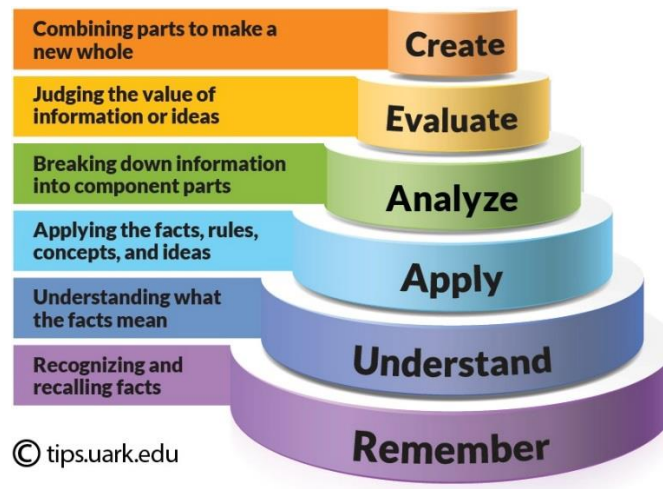 Combining parts to make a
new whole
Create
Judging the value of
information or ideas
Evaluate
Breaking down information
into component parts
Analyze
Applying the facts, rules,
concepts, and ideas
Apply
Understanding what
the facts mean
Understand
Recognizing and
recalling facts
Remember
© tips.uark.edu